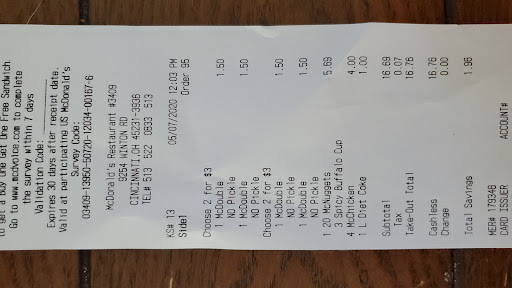 to get a Buy One Get One Free Sandwich
Go to www.mcdvoice.com to complete
the survey within 7 days
Validation Code:
Expires 30 days after receipt date.
Valid at participating US McDonald's
Survey Code:
03409-13950-50720-12034-00167-6
McDonald's Restaurant #3409
9254 WINTON RD
CINCINNATI,OH 45231-3936
TEL# 513 522 0833 513
KS# 13 05/07/2020 12:03 PM
Side1 Order 95
Choose 2 for $3
1 McDouble 1.50
NO Pickle
1 McDouble 1.50
NO Pickle
Choose 2 for $3
1 McDouble 1.50
NO Pickle
1 McDouble 1.50
NO Pickle
1 20 McNuggets 5.69
3 Spicy Buffalo Cup
4 McChicken 4.00
1 L Diet Coke 1.00
Subtotal 16.69
Tax 0.07
Take-Out Total 16.76
Cashless 16.76
Change 0.00
Total Savings 1.96
MER# 179346
CARD ISSUER ACCOUNT#